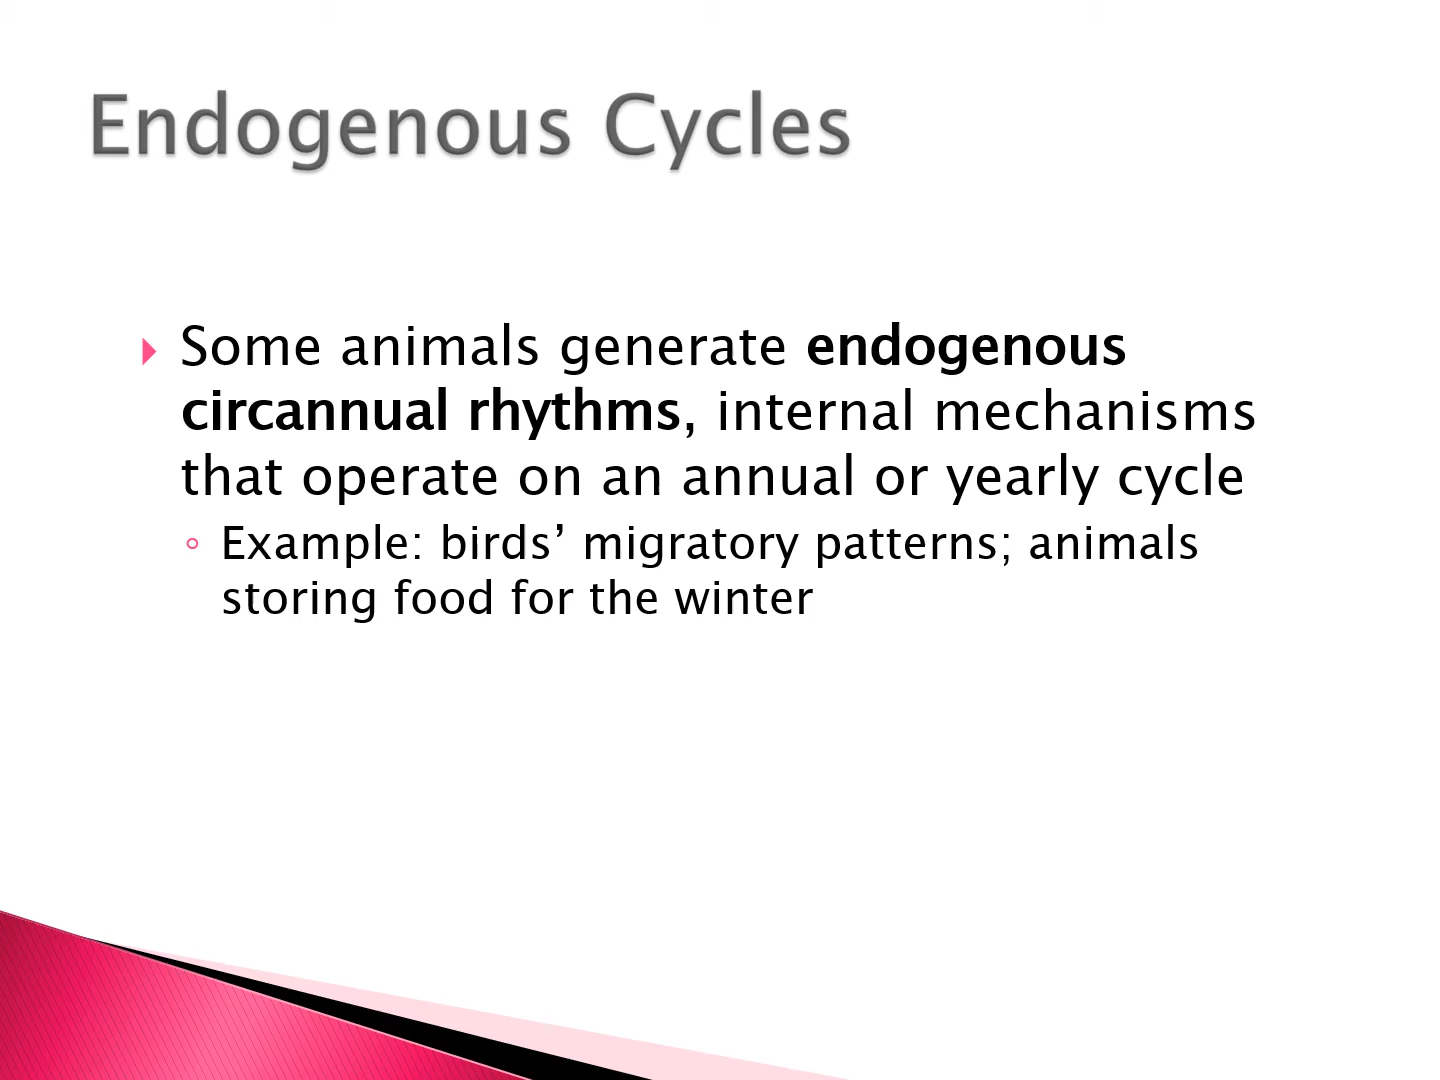 Endogenous Cycles
Some animals generate endogenous
circannual rhythms, internal mechanisms
that operate on an annual or yearly cycle
Example: birds’ migratory patterns; animals
storing food for the winter